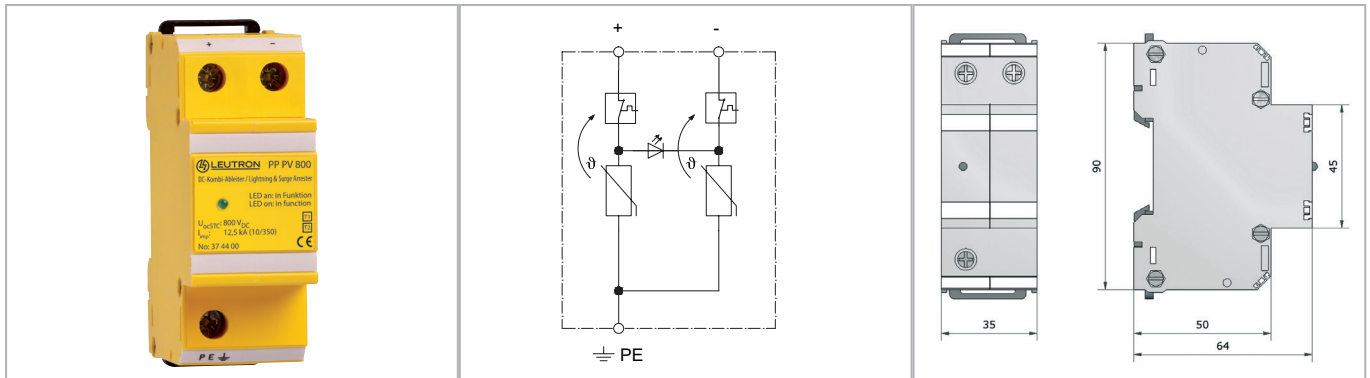 + -
LEUTRON PP PV 800
DC-Kombi-Ableiter / Lightning & Surge Arrester
LED an: in Funktion
LED on: in function
UocSTC: 800 VDC
T1
Iimp: 12,5 kA (10/350)
T2
No: 37 44 00
CE
PE
+ -
ϑ ϑ
PE
90
45
35
50
64